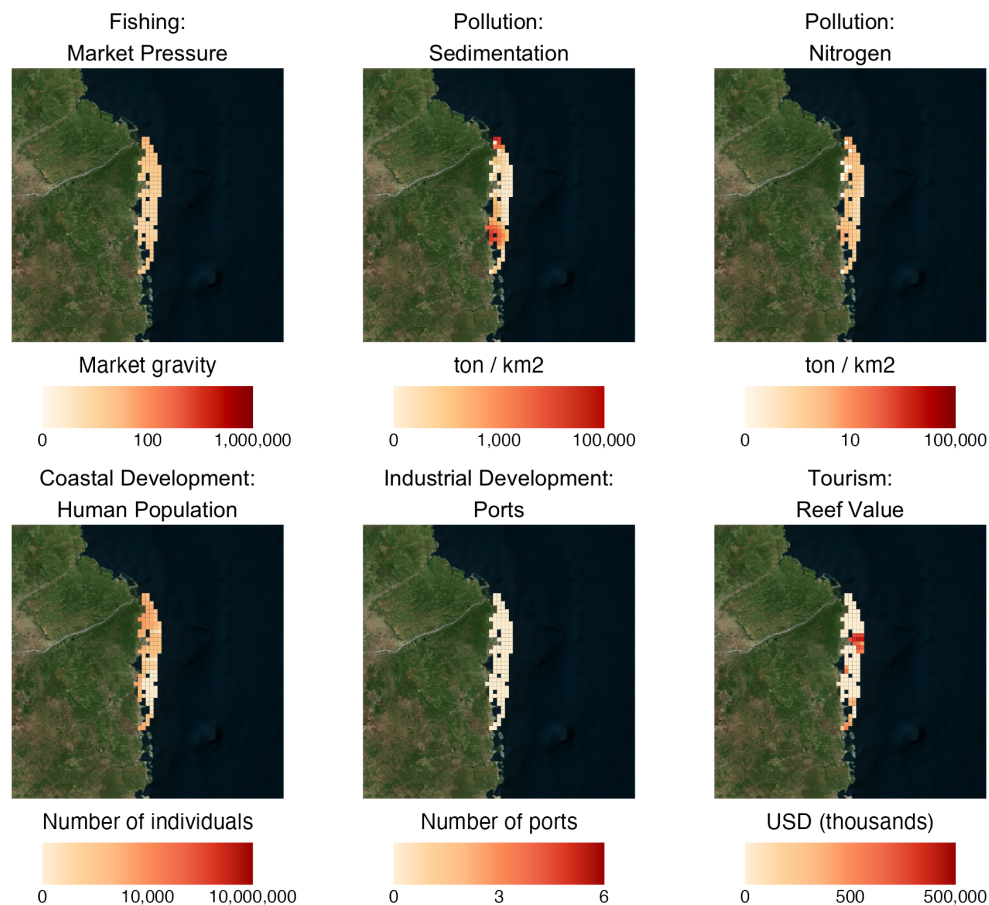 Fishing:
Market Pressure
Pollution:
Sedimentation
Pollution:
Nitrogen
Market gravity
0 100 1,000,000
ton / km2
0 1,000 100,000
ton / km2
0 10 100,000
Coastal Development:
Human Population
Industrial Development:
Ports
Tourism:
Reef Value
Number of individuals
0 10,000 10,000,000
Number of ports
0 3 6
USD (thousands)
0 500 500,000